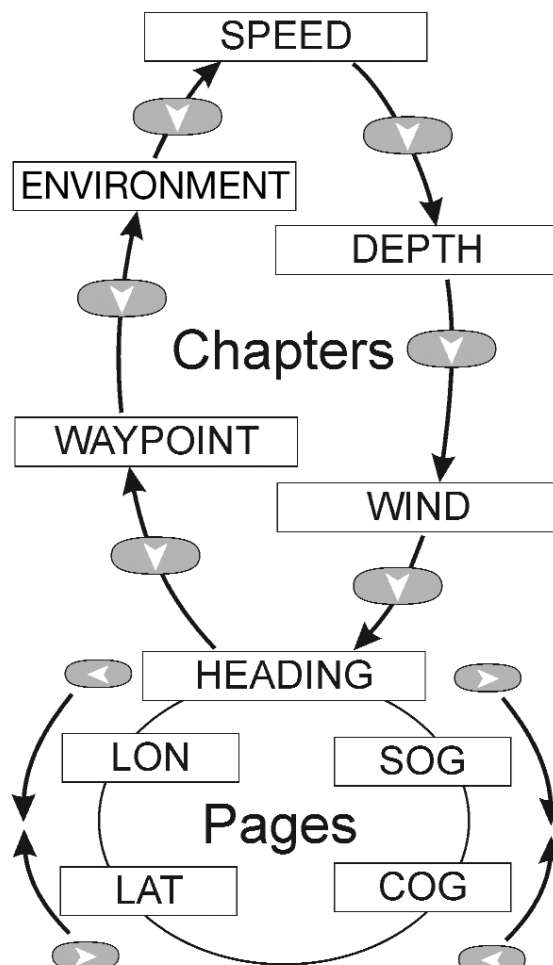 SPEED
ENVIRONMENT
DEPTH
Chapters
WAYPOINT
WIND
HEADING
LON
SOG
Pages
LAT
COG